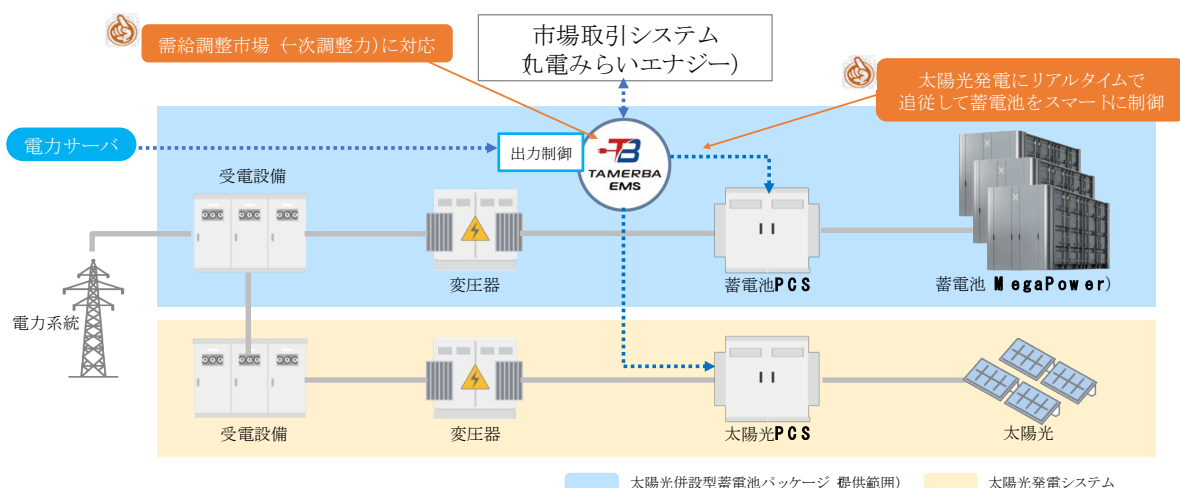 需給調整市場（一次調整力）に対応
市場取引システム
（九電みらいエナジー）
太陽光発電にリアルタイムで
追従して蓄電池をスマートに制御
電力サーバ
出力制御
TB
TAMERBA
EMS
受電設備
変圧器
蓄電池PCS
蓄電池 MegaPower）
電力系統
受電設備
変圧器
太陽光PCS
太陽光
太陽光併設型蓄電池パッケージ（提供範囲）
太陽光発電システム